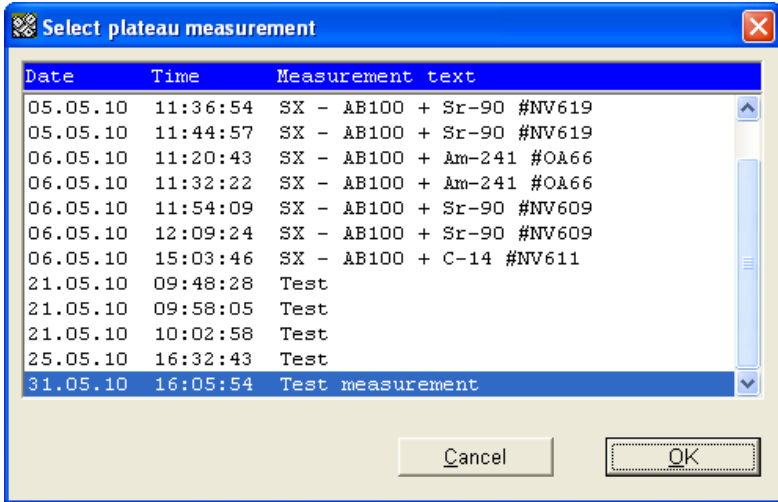 Select plateau measurement
Date Time Measurement text
05.05.10 11:36:54 SX - AB100 + Sr-90 #NV619
05.05.10 11:44:57 SX - AB100 + Sr-90 #NV619
06.05.10 11:20:43 SX - AB100 + Am-241 #OA66
06.05.10 11:32:22 SX - AB100 + Am-241 #OA66
06.05.10 11:54:09 SX - AB100 + Sr-90 #NV609
06.05.10 12:09:24 SX - AB100 + Sr-90 #NV609
06.05.10 15:03:46 SX - AB100 + C-14 #NV611
21.05.10 09:48:28 Test
21.05.10 09:58:05 Test
21.05.10 10:02:58 Test
25.05.10 16:32:43 Test
31.05.10 16:05:54 Test measurement
Cancel OK